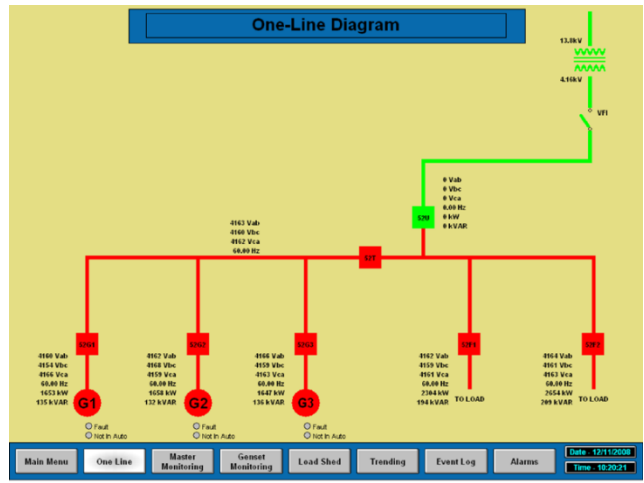 One-Line Diagram
13.8kV
4.16kV
VFI
0 Vab
0 Vbc
0 Vca
0.00 Hz
0 kW
0 kVAR
52U
4163 Vab
4160 Vbc
4162 Vca
60.00 Hz
52T
52G1
4160 Vab
4154 Vbc
4166 Vca
60.00 Hz
1653 kW
135 kVAR
G1
Fault
Not In Auto
52G2
4162 Vab
4168 Vbc
4159 Vca
60.00 Hz
1658 kW
132 kVAR
G2
Fault
Not In Auto
52G3
4166 Vab
4159 Vbc
4163 Vca
60.00 Hz
1647 kW
136 kVAR
G3
Fault
Not In Auto
52F1
4162 Vab
4159 Vbc
4161 Vca
60.00 Hz
2304 kW
194 kVAR
TO LOAD
52F2
4164 Vab
4161 Vbc
4163 Vca
60.00 Hz
2654 kW
209 kVAR
TO LOAD
Main Menu
One Line
Master
Monitoring
Genset
Monitoring
Load Shed
Trending
Event Log
Alarms
Date - 12/11/2008
Time - 10:20:21